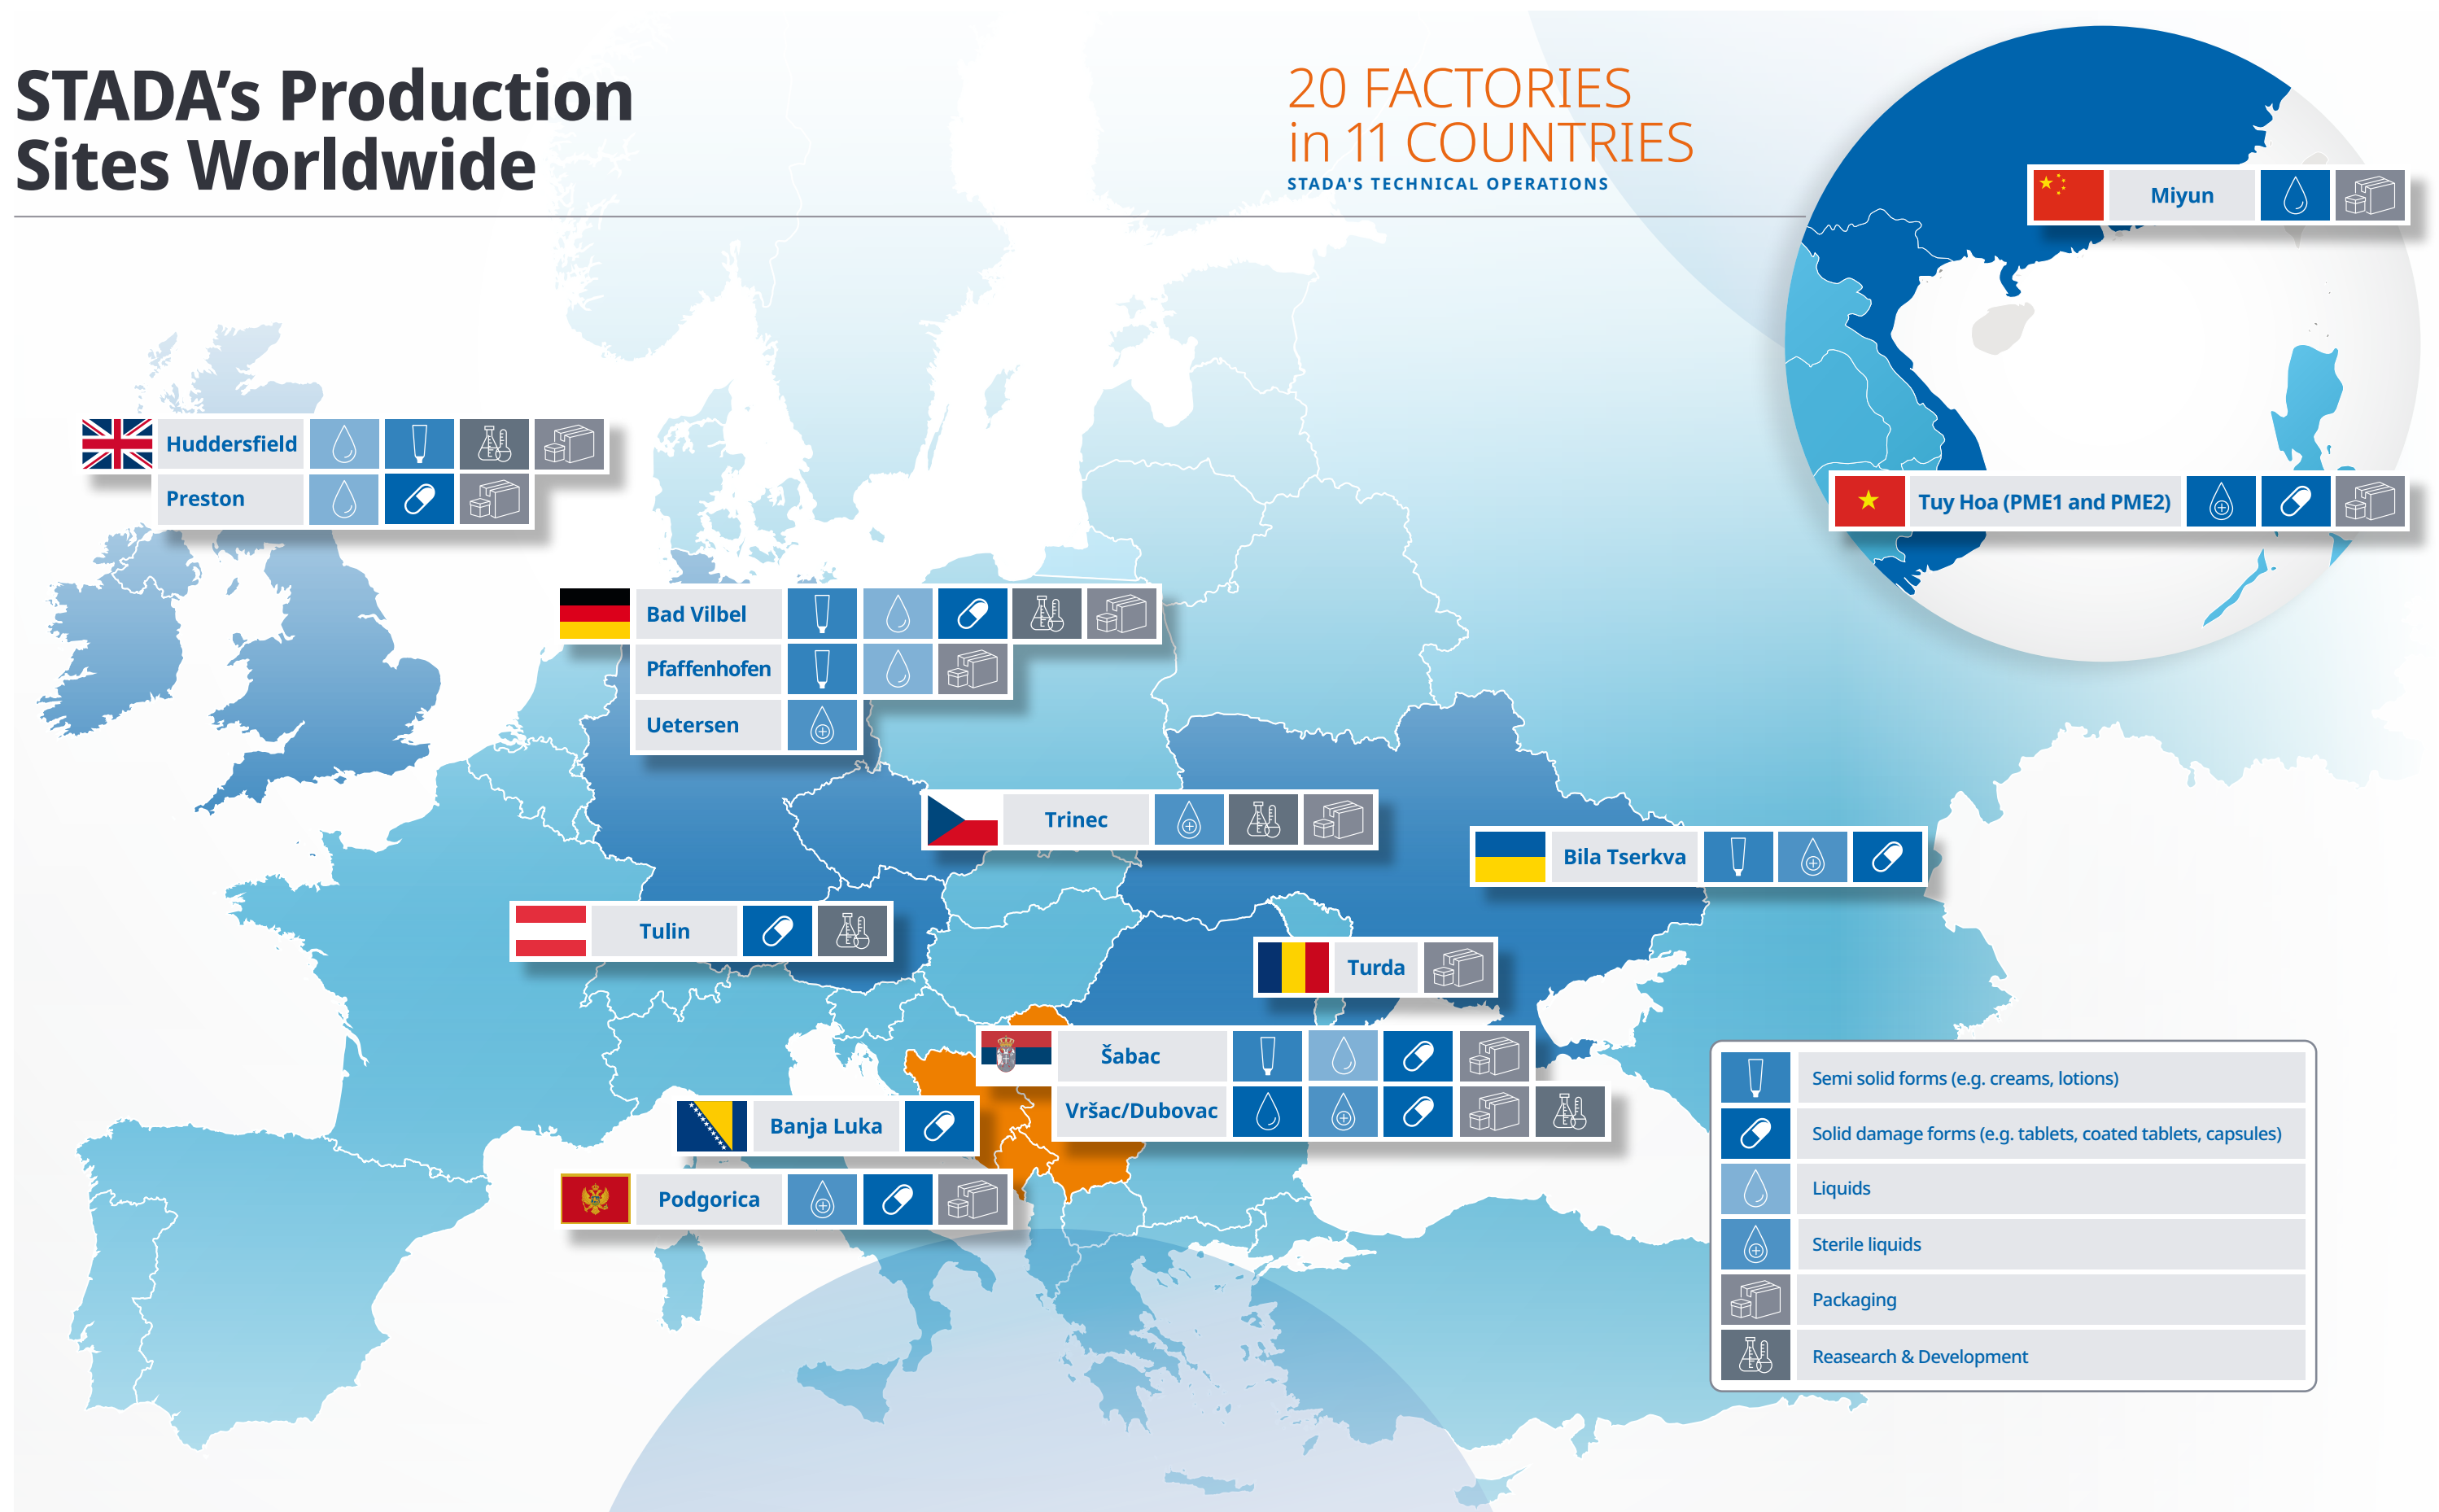 STADA’s Production
Sites Worldwide
20 FACTORIES
in 11 COUNTRIES
STADA'S TECHNICAL OPERATIONS
Miyun
Tuy Hoa (PME1 and PME2)
Huddersfield
Preston
Bad Vilbel
Pfaffenhofen
Uetersen
Trinec
Bila Tserkva
Tulin
Turda
Šabac
Vršac/Dubovac
Banja Luka
Podgorica
Semi solid forms (e.g. creams, lotions)
Solid damage forms (e.g. tablets, coated tablets, capsules)
Liquids
Sterile liquids
Packaging
Reasearch & Development